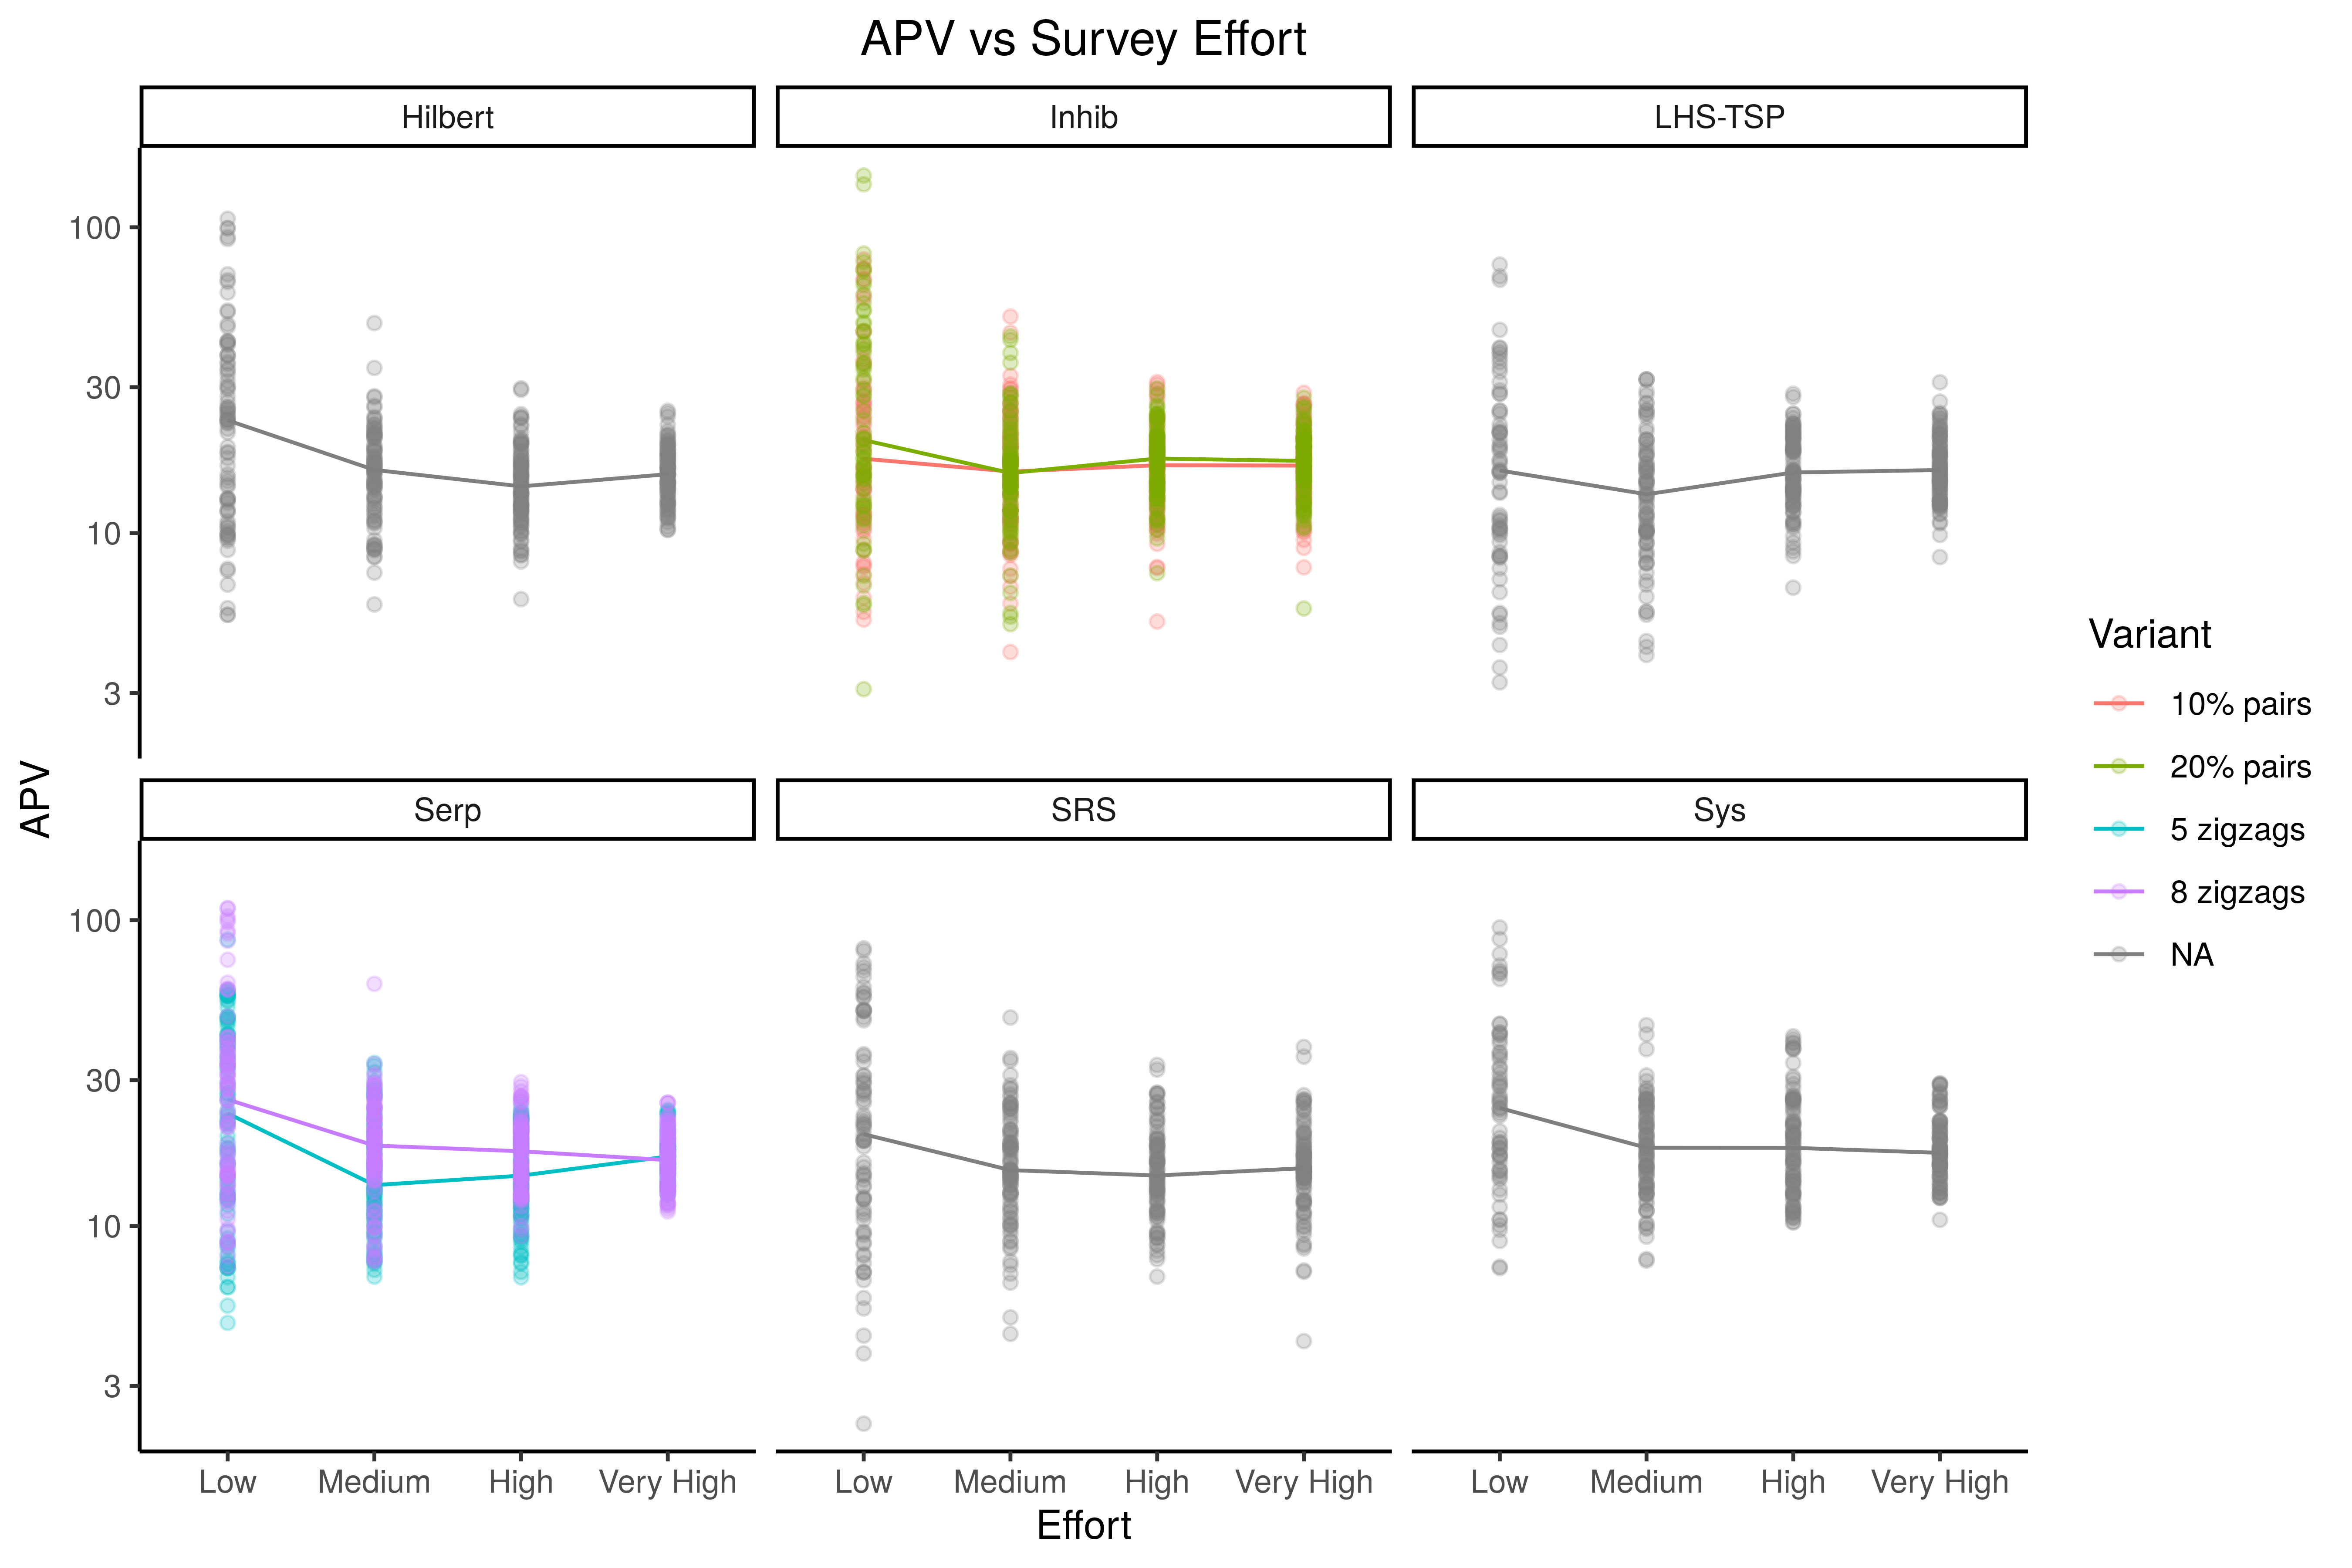 APV vs Survey Effort
Hilbert
Inhib
LHS-TSP
100
30
10
3
Serp
SRS
Sys
100
30
10
3
Low Medium High Very High
Low Medium High Very High
Low Medium High Very High
Effort
APV
Variant
10% pairs
20% pairs
5 zigzags
8 zigzags
NA